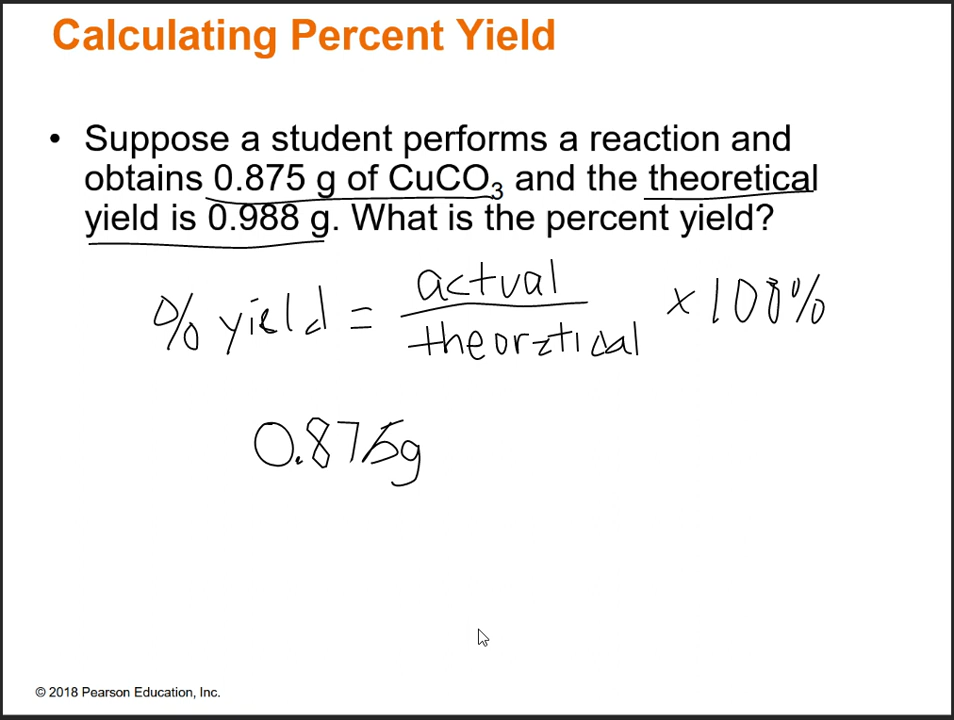 Calculating Percent Yield
• Suppose a student performs a reaction and
obtains 0.875 g of CuCO₃ and the theoretical
yield is 0.988 g. What is the percent yield?
% yield = actual / theoretical × 100%
0.875g
© 2018 Pearson Education, Inc.